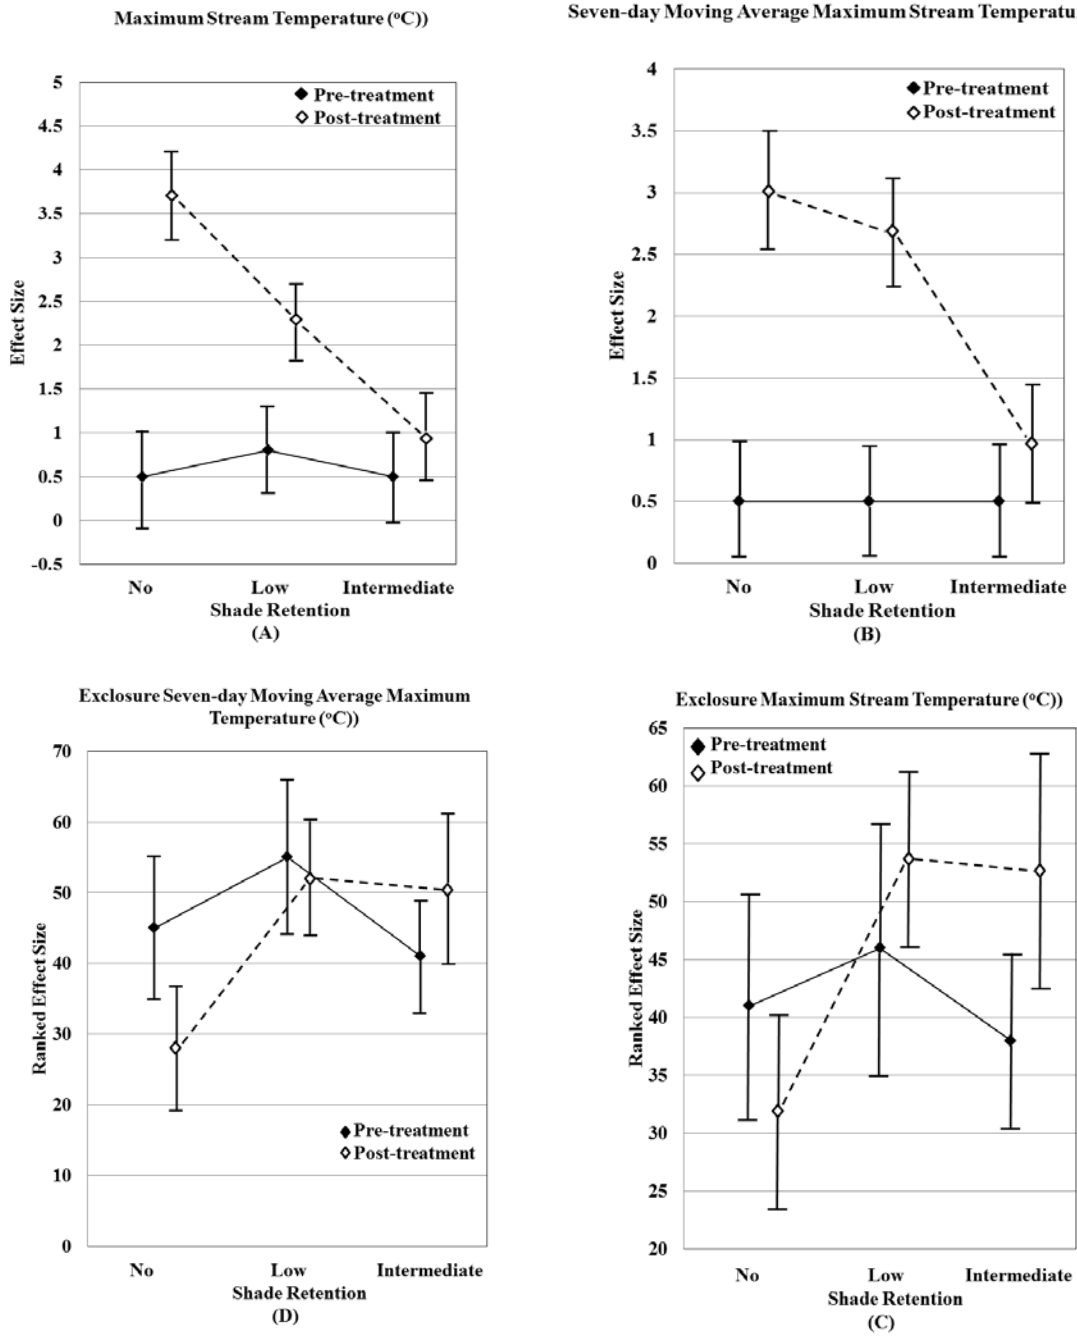 Maximum Stream Temperature (ºC))
Pre-treatment
Post-treatment
5
4.5
4
3.5
3
2.5
2
1.5
1
0.5
0
-0.5
Effect Size
No Low Intermediate
Shade Retention
(A)
Seven-day Moving Average Maximum Stream Temperatu
Pre-treatment
Post-treatment
4
3.5
3
2.5
2
1.5
1
0.5
0
Effect Size
No Low Intermediate
Shade Retention
(B)
Exclosure Seven-day Moving Average Maximum
Temperature (ºC))
70
60
50
40
30
20
10
0
Ranked Effect Size
Pre-treatment
Post-treatment
No Low Intermediate
Shade Retention
(D)
Exclosure Maximum Stream Temperature (ºC))
Pre-treatment
Post-treatment
65
60
55
50
45
40
35
30
25
20
Ranked Effect Size
No Low Intermediate
Shade Retention
(C)